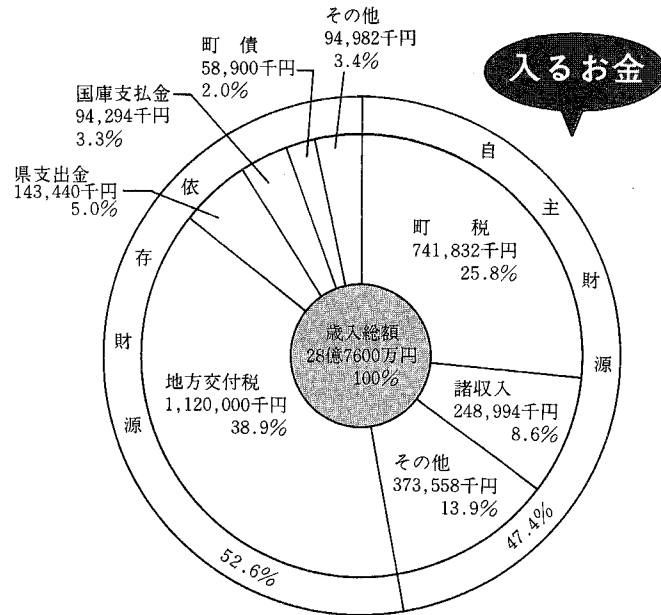 入るお金
その他
94,982千円
3.4%
町債
58,900千円
2.0%
国庫支払金
94,294千円
3.3%
県支出金
143,440千円
5.0%
地方交付税
1,120,000千円
38.9%
町税
741,832千円
25.8%
諸収入
248,994千円
8.6%
その他
373,558千円
13.9%
歳入総額
28億7600万円
100%
自主財源
47.4%
依存財源
52.6%